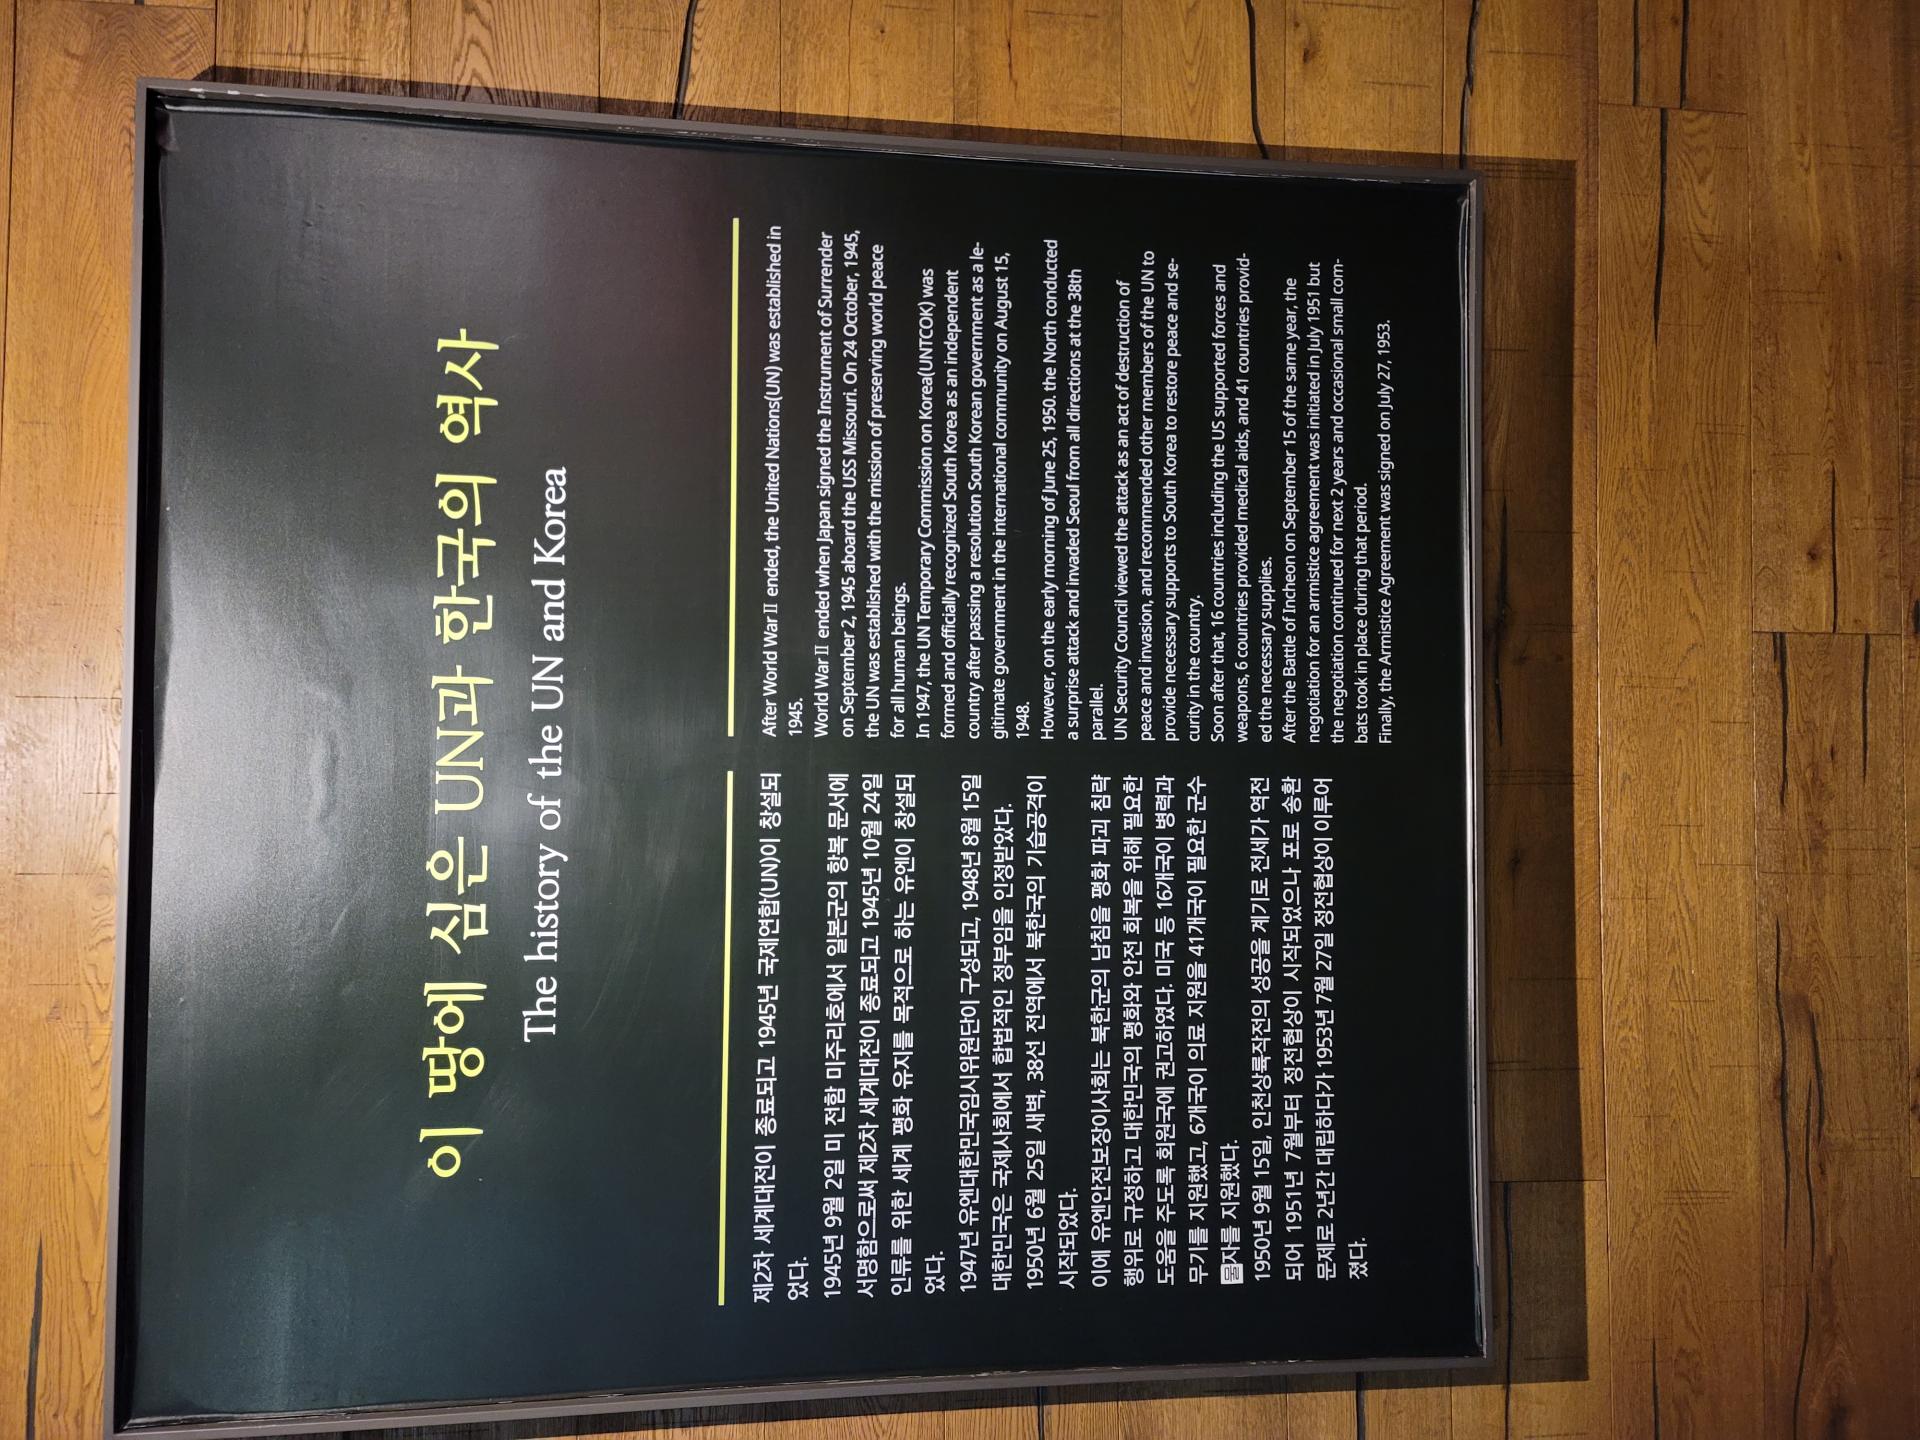 이 땅에 심은 UN과 한국의 역사
The history of the UN and Korea
제2차 세계대전이 종료되고 1945년 국제연합(UN)이 창설되
었다.
1945년 9월 2일 미 전함 미주리호에서 일본군의 항복 문서에
서명함으로써 제2차 세계대전이 종료되고 1945년 10월 24일
인류를 위한 세계 평화 유지를 목적으로 하는 유엔이 창설되
었다.
1947년 유엔대한민국임시위원단이 구성되고, 1948년 8월 15일
대한민국은 국제사회에서 합법적인 정부임을 인정받았다.
1950년 6월 25일 새벽, 38선 전역에서 북한국의 기습공격이
시작되었다.
이에 유엔안전보장이사회는 북한군의 남침을 평화 파괴 침략
행위로 규정하고 대한민국의 평화와 안전 회복을 위해 필요한
도움을 주도록 회원국에 권고하였다. 미국 등 16개국이 병력과
무기를 지원했고, 6개국이 의료 지원을 41개국이 필요한 군수
물자를 지원했다.
1950년 9월 15일, 인천상륙작전의 성공을 계기로 전세가 역전
되어 1951년 7월부터 정전협상이 시작되었으나 포로 송환
문제로 2년간 대립하다가 1953년 7월 27일 정전협상이 이루어
졌다.
After World War II ended, the United Nations(UN) was established in
1945.
World War II ended when Japan signed the Instrument of Surrender
on September 2, 1945 aboard the USS Missouri. On 24 October, 1945,
the UN was established with the mission of preserving world peace
for all human beings.
In 1947, the UN Temporary Commission on Korea(UNTCOK) was
formed and officially recognized South Korea as an independent
country after passing a resolution South Korean government as a le-
gitimate government in the international community on August 15,
1948.
However, on the early morning of June 25, 1950. the North conducted
a surprise attack and invaded Seoul from all directions at the 38th
parallel.
UN Security Council viewed the attack as an act of destruction of
peace and invasion, and recommended other members of the UN to
provide necessary supports to South Korea to restore peace and se-
curity in the country.
Soon after that, 16 countries including the US supported forces and
weapons, 6 countries provided medical aids, and 41 countries provid-
ed the necessary supplies.
After the Battle of Incheon on September 15 of the same year, the
negotiation for an armistice agreement was initiated in July 1951 but
the negotiation continued for next 2 years and occasional small com-
bats took in place during that period.
Finally, the Armistice Agreement was signed on July 27, 1953.